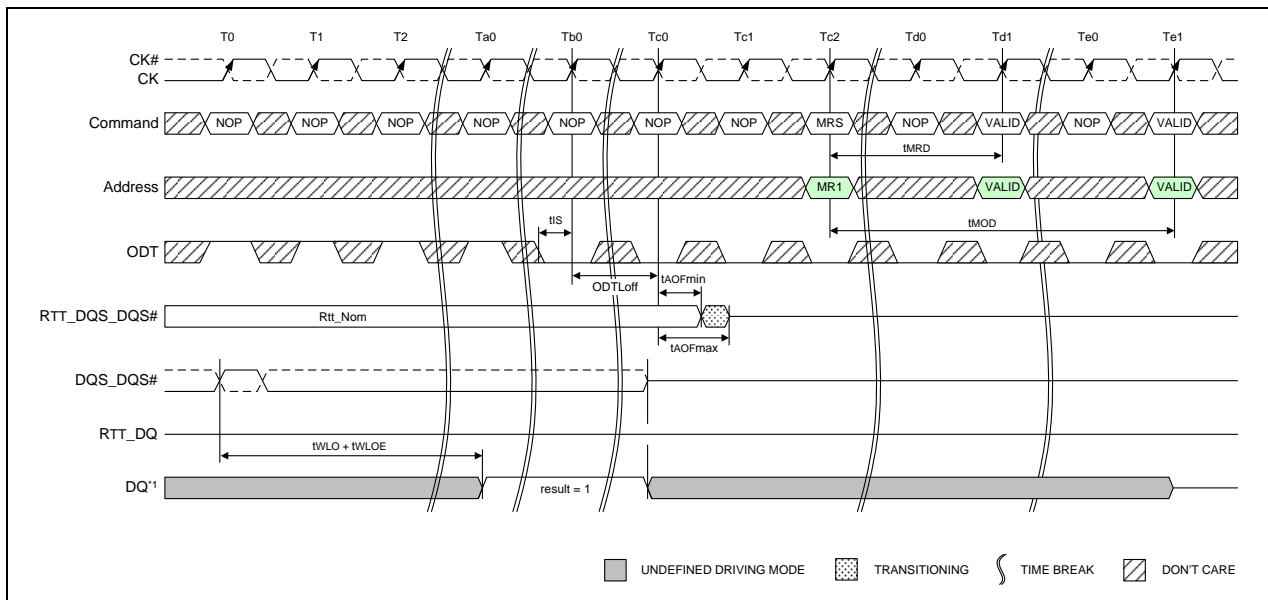 T0 T1 T2 Ta0 Tb0 Tc0 Tc1 Tc2 Td0 Td1 Te0 Te1
CK#
CK
Command NOP NOP NOP NOP NOP NOP NOP MRS NOP VALID NOP VALID
tMRD
Address MR1 VALID VALID
tIS tMOD
ODT
ODTLoff tAOFmin
RTT_DQS_DQS# Rtt_Nom
tAOFmax
DQS_DQS#
RTT_DQ
tWLO + tWLOE
DQ*1 result = 1
UNDEFINED DRIVING MODE TRANSITIONING TIME BREAK DON'T CARE